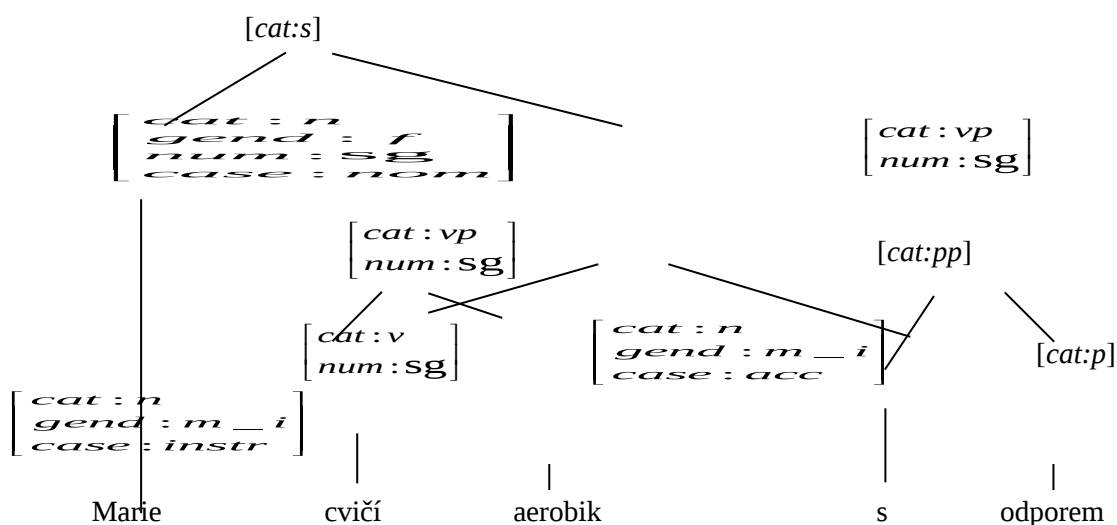 [cat:s]
[cat : n
gend : f
num : sg
case : nom]
[cat : vp
num : sg]
[cat : vp
num : sg]
[cat:pp]
[cat : v
num : sg]
[cat : n
gend : m _ i
case : acc]
[cat:p]
[cat : n
gend : m _ i
case : instr]
Marie cvičí aerobik s odporem